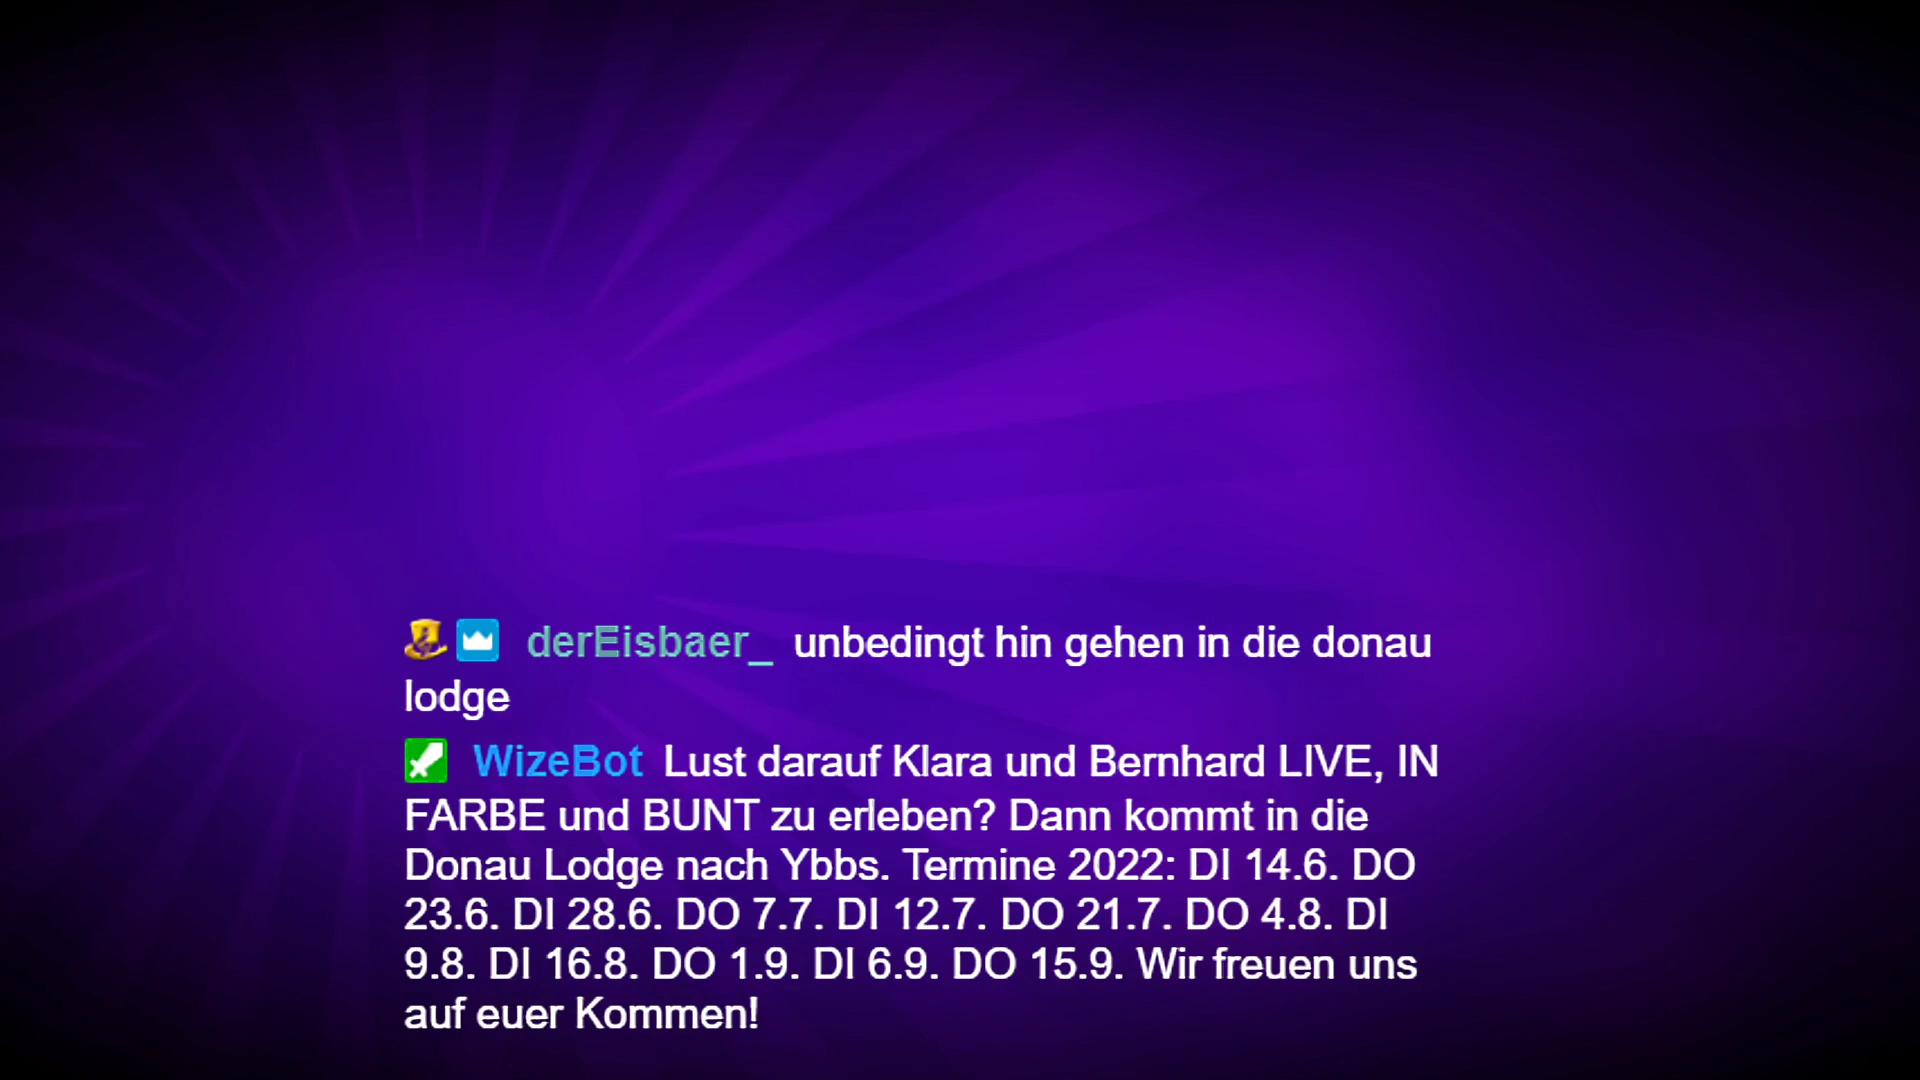 derEisbaer_ unbedingt hin gehen in die donau
lodge
WizeBot Lust darauf Klara und Bernhard LIVE, IN
FARBE und BUNT zu erleben? Dann kommt in die
Donau Lodge nach Ybbs. Termine 2022: DI 14.6. DO
23.6. DI 28.6. DO 7.7. DI 12.7. DO 21.7. DO 4.8. DI
9.8. DI 16.8. DO 1.9. DI 6.9. DO 15.9. Wir freuen uns
auf euer Kommen!